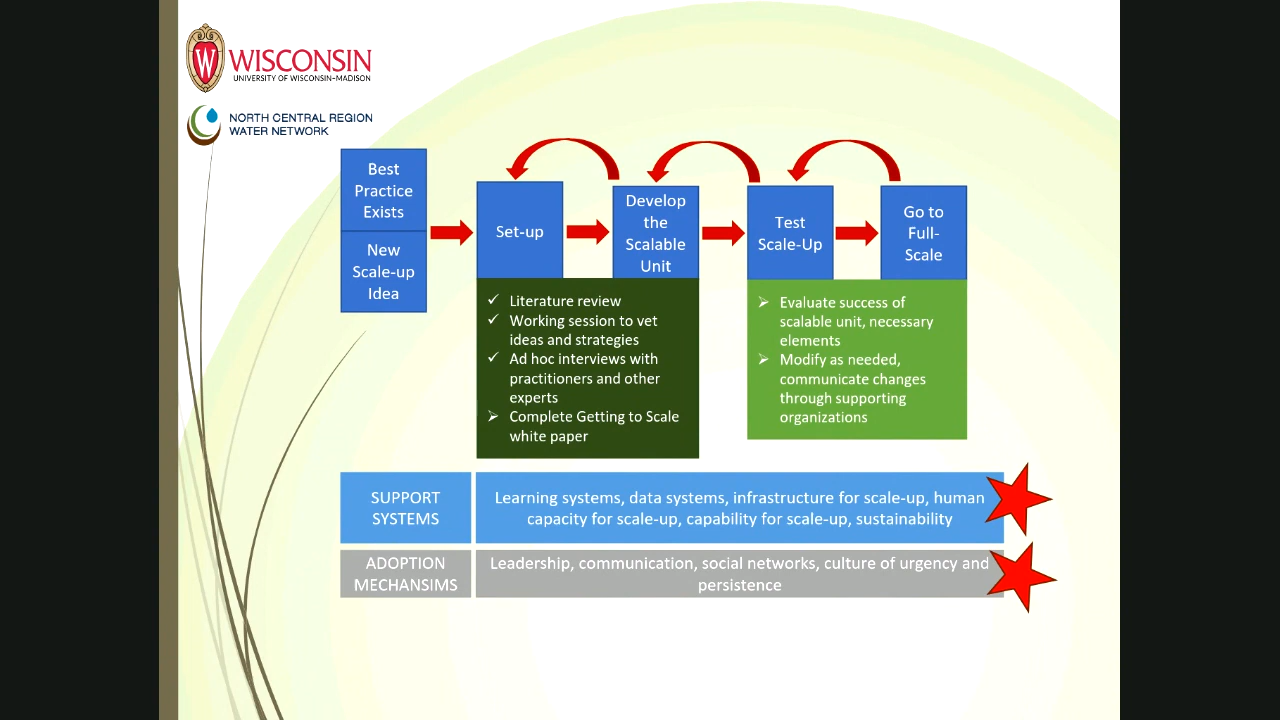 WISCONSIN
UNIVERSITY OF WISCONSIN–MADISON
NORTH CENTRAL REGION
WATER NETWORK
Best
Practice
Exists
New
Scale-up
Idea
Set-up
Develop
the
Scalable
Unit
Test
Scale-Up
Go to
Full-
Scale
✓ Literature review
✓ Working session to vet
ideas and strategies
✓ Ad hoc interviews with
practitioners and other
experts
➢ Complete Getting to Scale
white paper
➢ Evaluate success of
scalable unit, necessary
elements
➢ Modify as needed,
communicate changes
through supporting
organizations
SUPPORT
SYSTEMS
Learning systems, data systems, infrastructure for scale-up, human
capacity for scale-up, capability for scale-up, sustainability
ADOPTION
MECHANSIMS
Leadership, communication, social networks, culture of urgency and
persistence